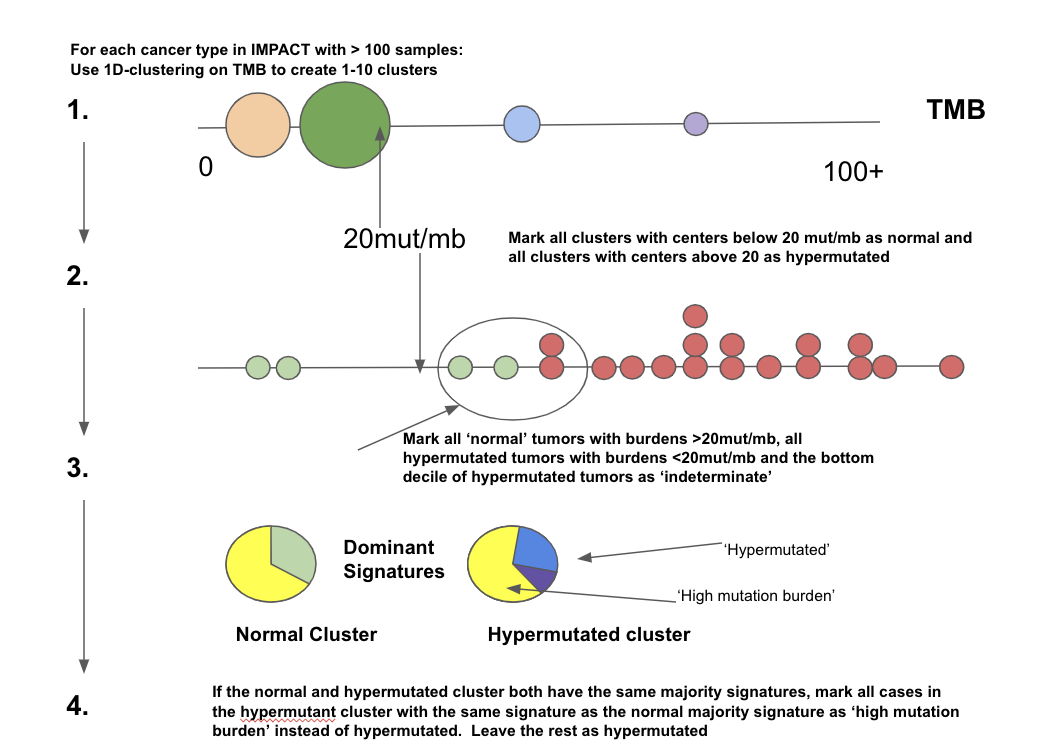 For each cancer type in IMPACT with > 100 samples:
Use 1D-clustering on TMB to create 1-10 clusters
1.
TMB
0
100+
20mut/mb
Mark all clusters with centers below 20 mut/mb as normal and
all clusters with centers above 20 as hypermutated
2.
Mark all ‘normal’ tumors with burdens >20mut/mb, all
hypermutated tumors with burdens <20mut/mb and the bottom
decile of hypermutated tumors as ‘indeterminate’
3.
Dominant
Signatures
‘Hypermutated’
‘High mutation burden’
Normal Cluster
Hypermutated cluster
4.
If the normal and hypermutated cluster both have the same majority signatures, mark all cases in
the hypermutant cluster with the same signature as the normal majority signature as ‘high mutation
burden’ instead of hypermutated.  Leave the rest as hypermutated